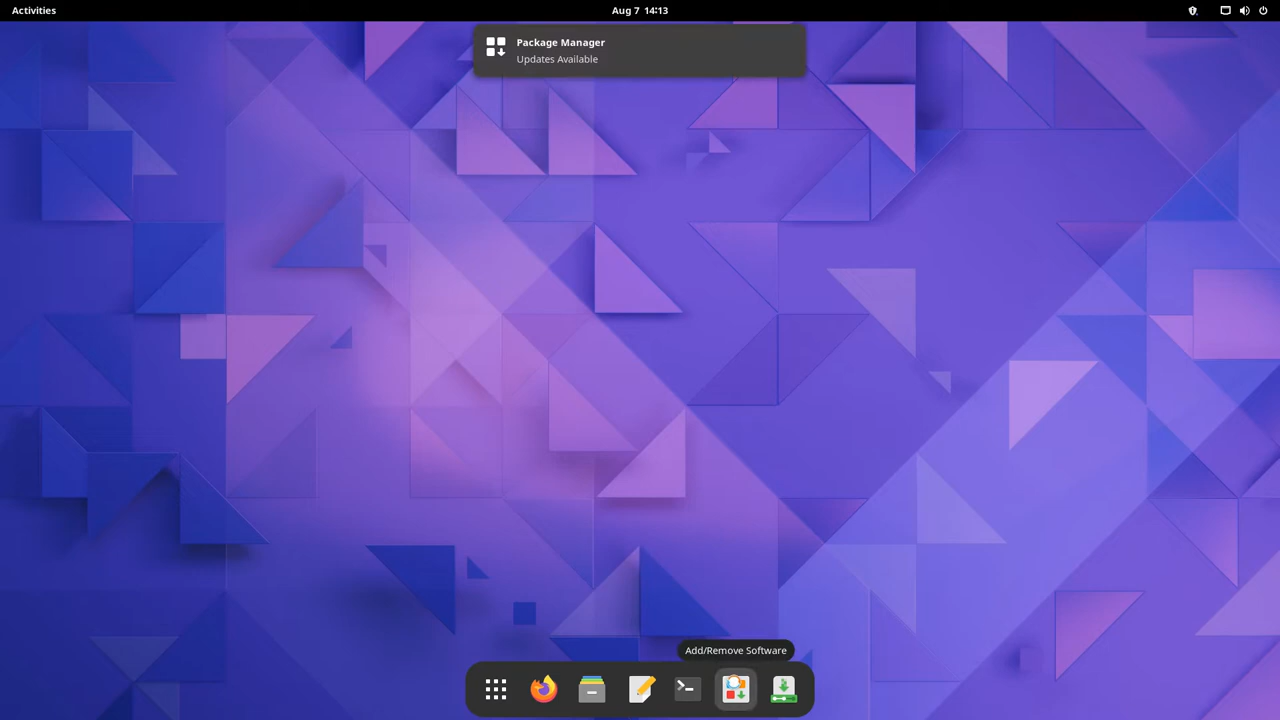 Activities
Aug 7 14:13
Package Manager
Updates Available
Add/Remove Software